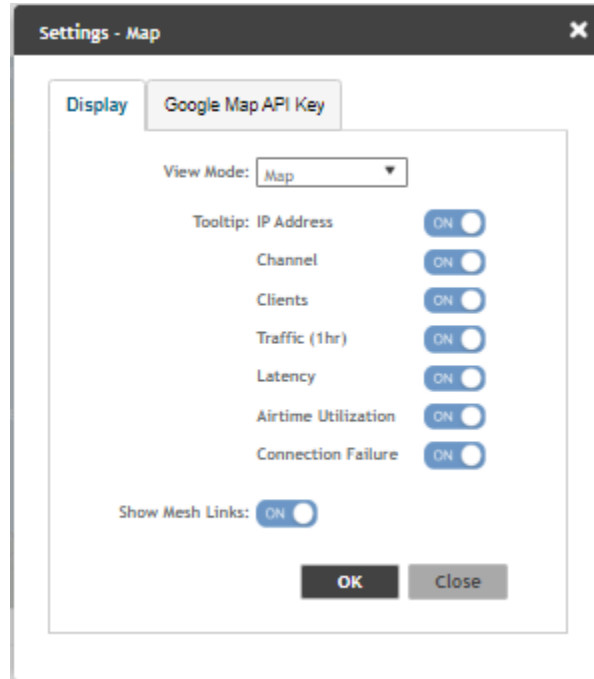 Settings - Map
Display Google Map API Key
View Mode: Map
Tooltip: IP Address ON
Channel ON
Clients ON
Traffic (1hr) ON
Latency ON
Airtime Utilization ON
Connection Failure ON
Show Mesh Links: ON
OK Close